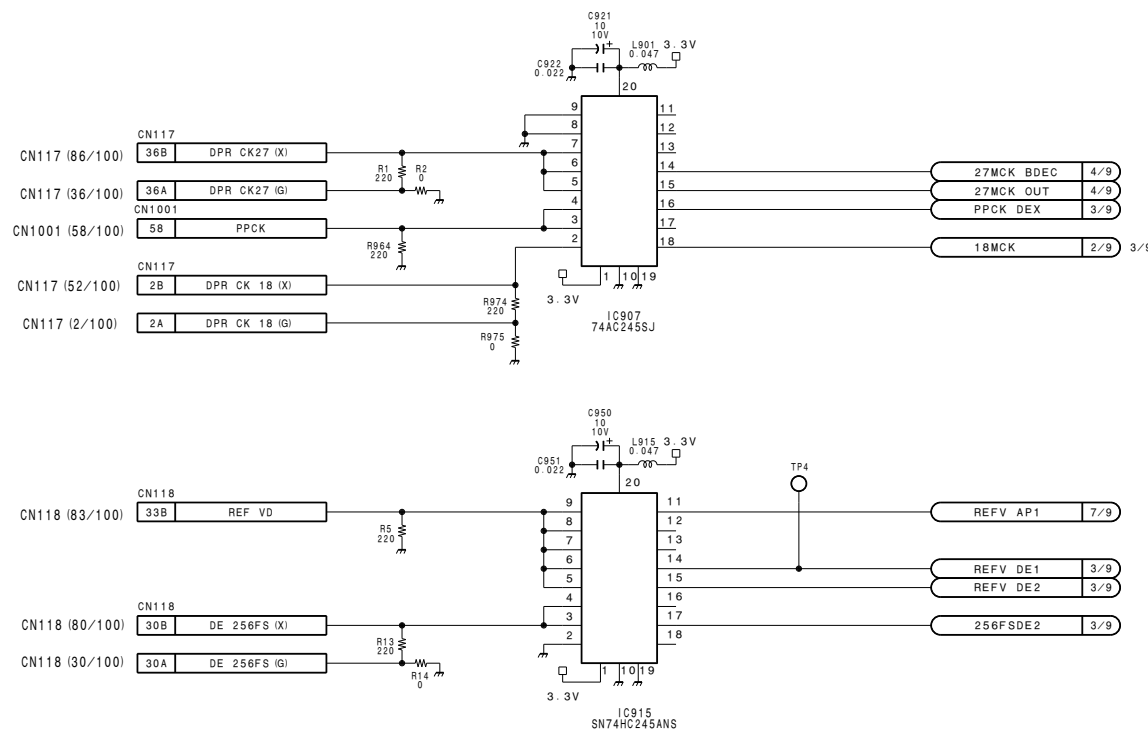 C921
10
10V
+
L901 3.3V
0.047
C922
0.022
20
CN117
CN117 (86/100) 36B DPR CK27 (X)
R1
220
R2
0
CN117 (36/100) 36A DPR CK27 (G)
CN1001
CN1001 (58/100) 58 PPCK
R964
220
CN117
CN117 (52/100) 2B DPR CK 18 (X)
R974
220
CN117 (2/100) 2A DPR CK 18 (G)
R975
0
9
8
7
6
5
4
3
2
11
12
13
14
15
16
17
18
3.3V
1 10 19
IC907
74AC245SJ
27MCK BDEC 4/9
27MCK OUT 4/9
PPCK DEX 3/9
18MCK 2/9 3/9
C950
10
10V
+
L915 3.3V
0.047
C951
0.022
20
CN118
CN118 (83/100) 33B REF VD
R5
220
CN118
CN118 (80/100) 30B DE 256FS (X)
R13
220
CN118 (30/100) 30A DE 256FS (G)
R14
0
9
8
7
6
5
4
3
2
11
12
13
14
15
16
17
18
3.3V
1 10 19
IC915
SN74HC245ANS
TP4
REFV AP1 7/9
REFV DE1 3/9
REFV DE2 3/9
256FSDE2 3/9